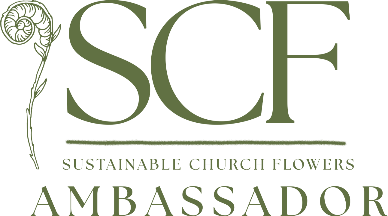 SCF
SUSTAINABLE CHURCH FLOWERS
AMBASSADOR